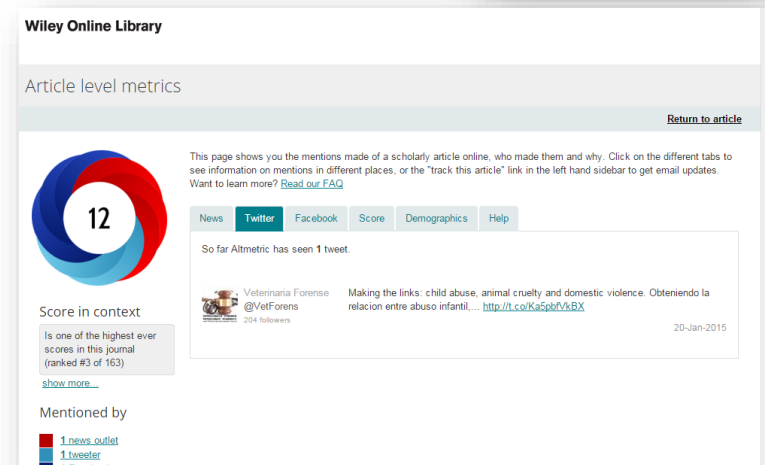 Wiley Online Library
Article level metrics
Return to article
This page shows you the mentions made of a scholarly article online, who made them and why. Click on the different tabs to
see information on mentions in different places, or the "track this article" link in the left hand sidebar to get email updates.
Want to learn more? Read our FAQ
12
News Twitter Facebook Score Demographics Help
So far Altmetric has seen 1 tweet.
Veterinaria Forense
@VetForens
204 followers
Making the links: child abuse, animal cruelty and domestic violence. Obteniendo la
relacion entre abuso infantil,... http://t.co/Ka5pbfVkBX
20-Jan-2015
Score in context
Is one of the highest ever
scores in this journal
(ranked #3 of 163)
show more...
Mentioned by
1 news outlet
1 tweeter